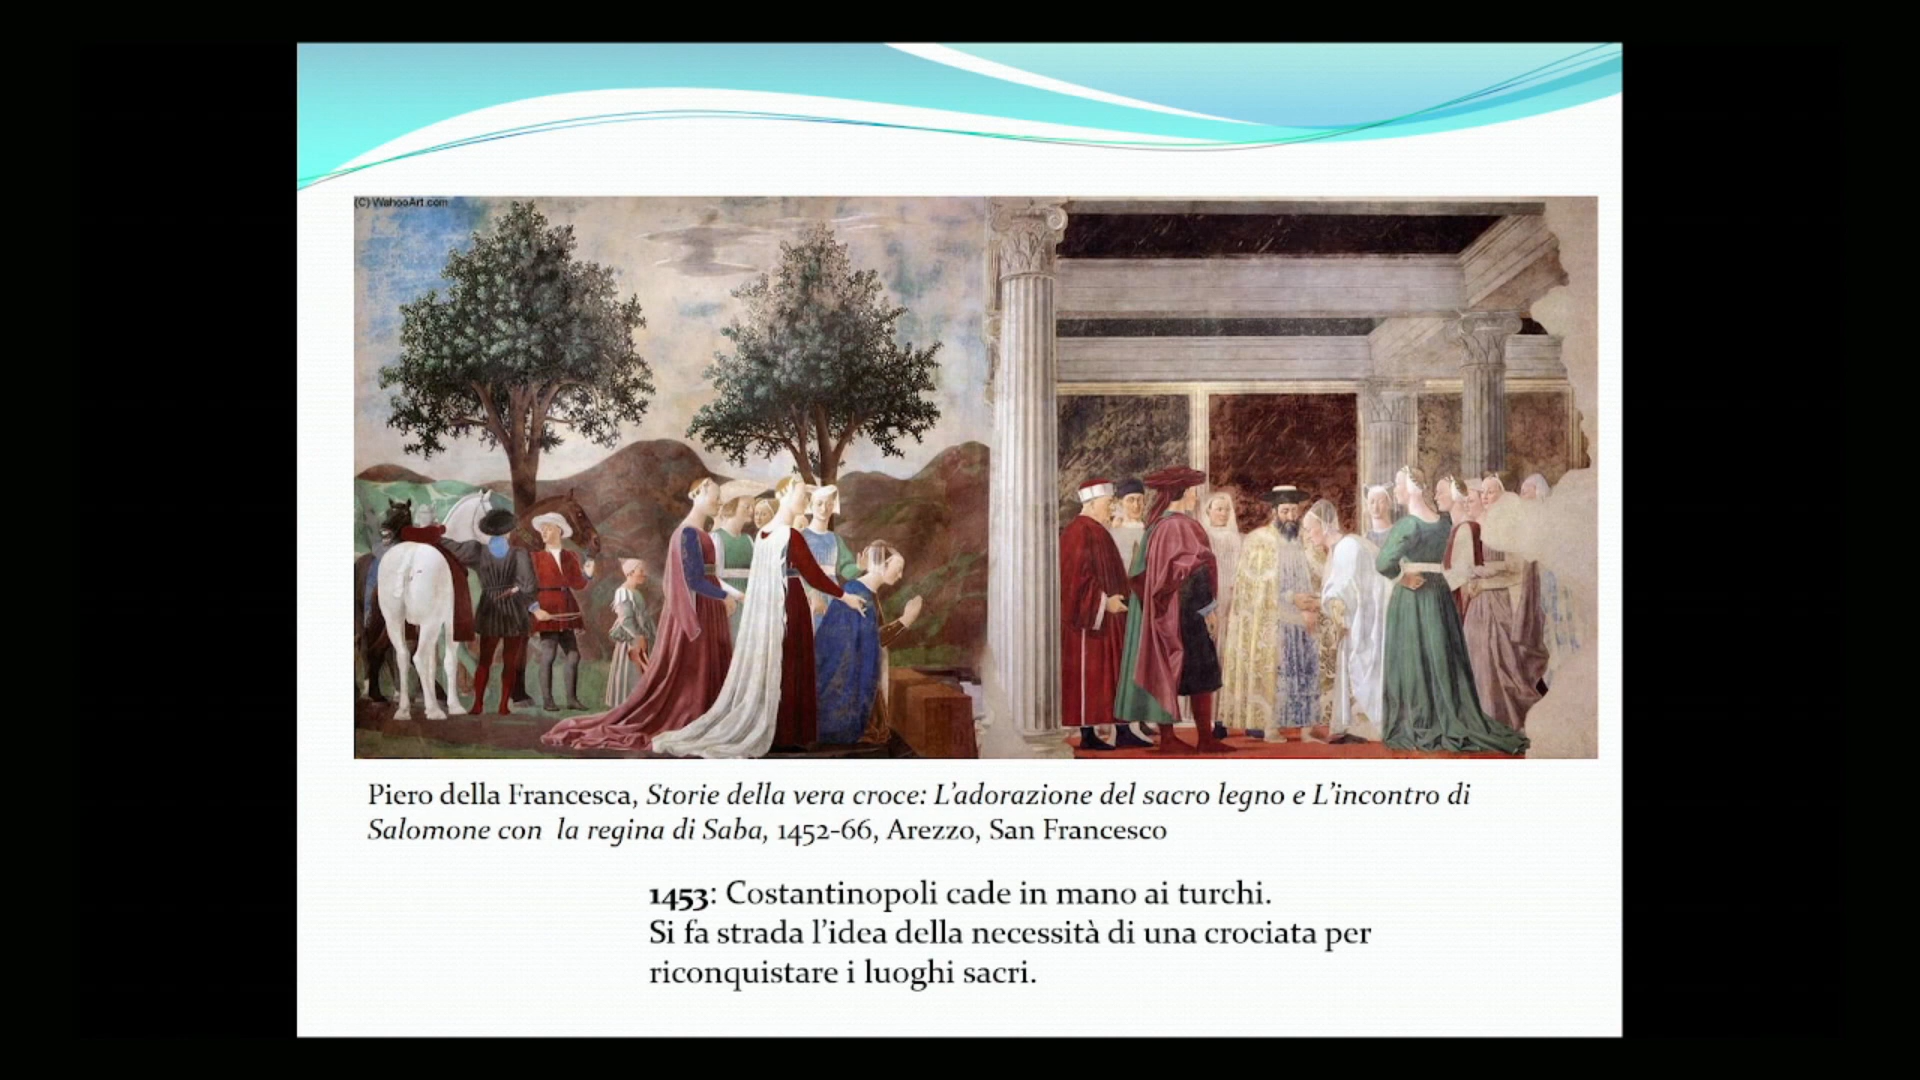 (C) WahooArt.com
Piero della Francesca, Storie della vera croce: L’adorazione del sacro legno e L’incontro di
Salomone con la regina di Saba, 1452-66, Arezzo, San Francesco
1453: Costantinopoli cade in mano ai turchi.
Si fa strada l’idea della necessità di una crociata per
riconquistare i luoghi sacri.